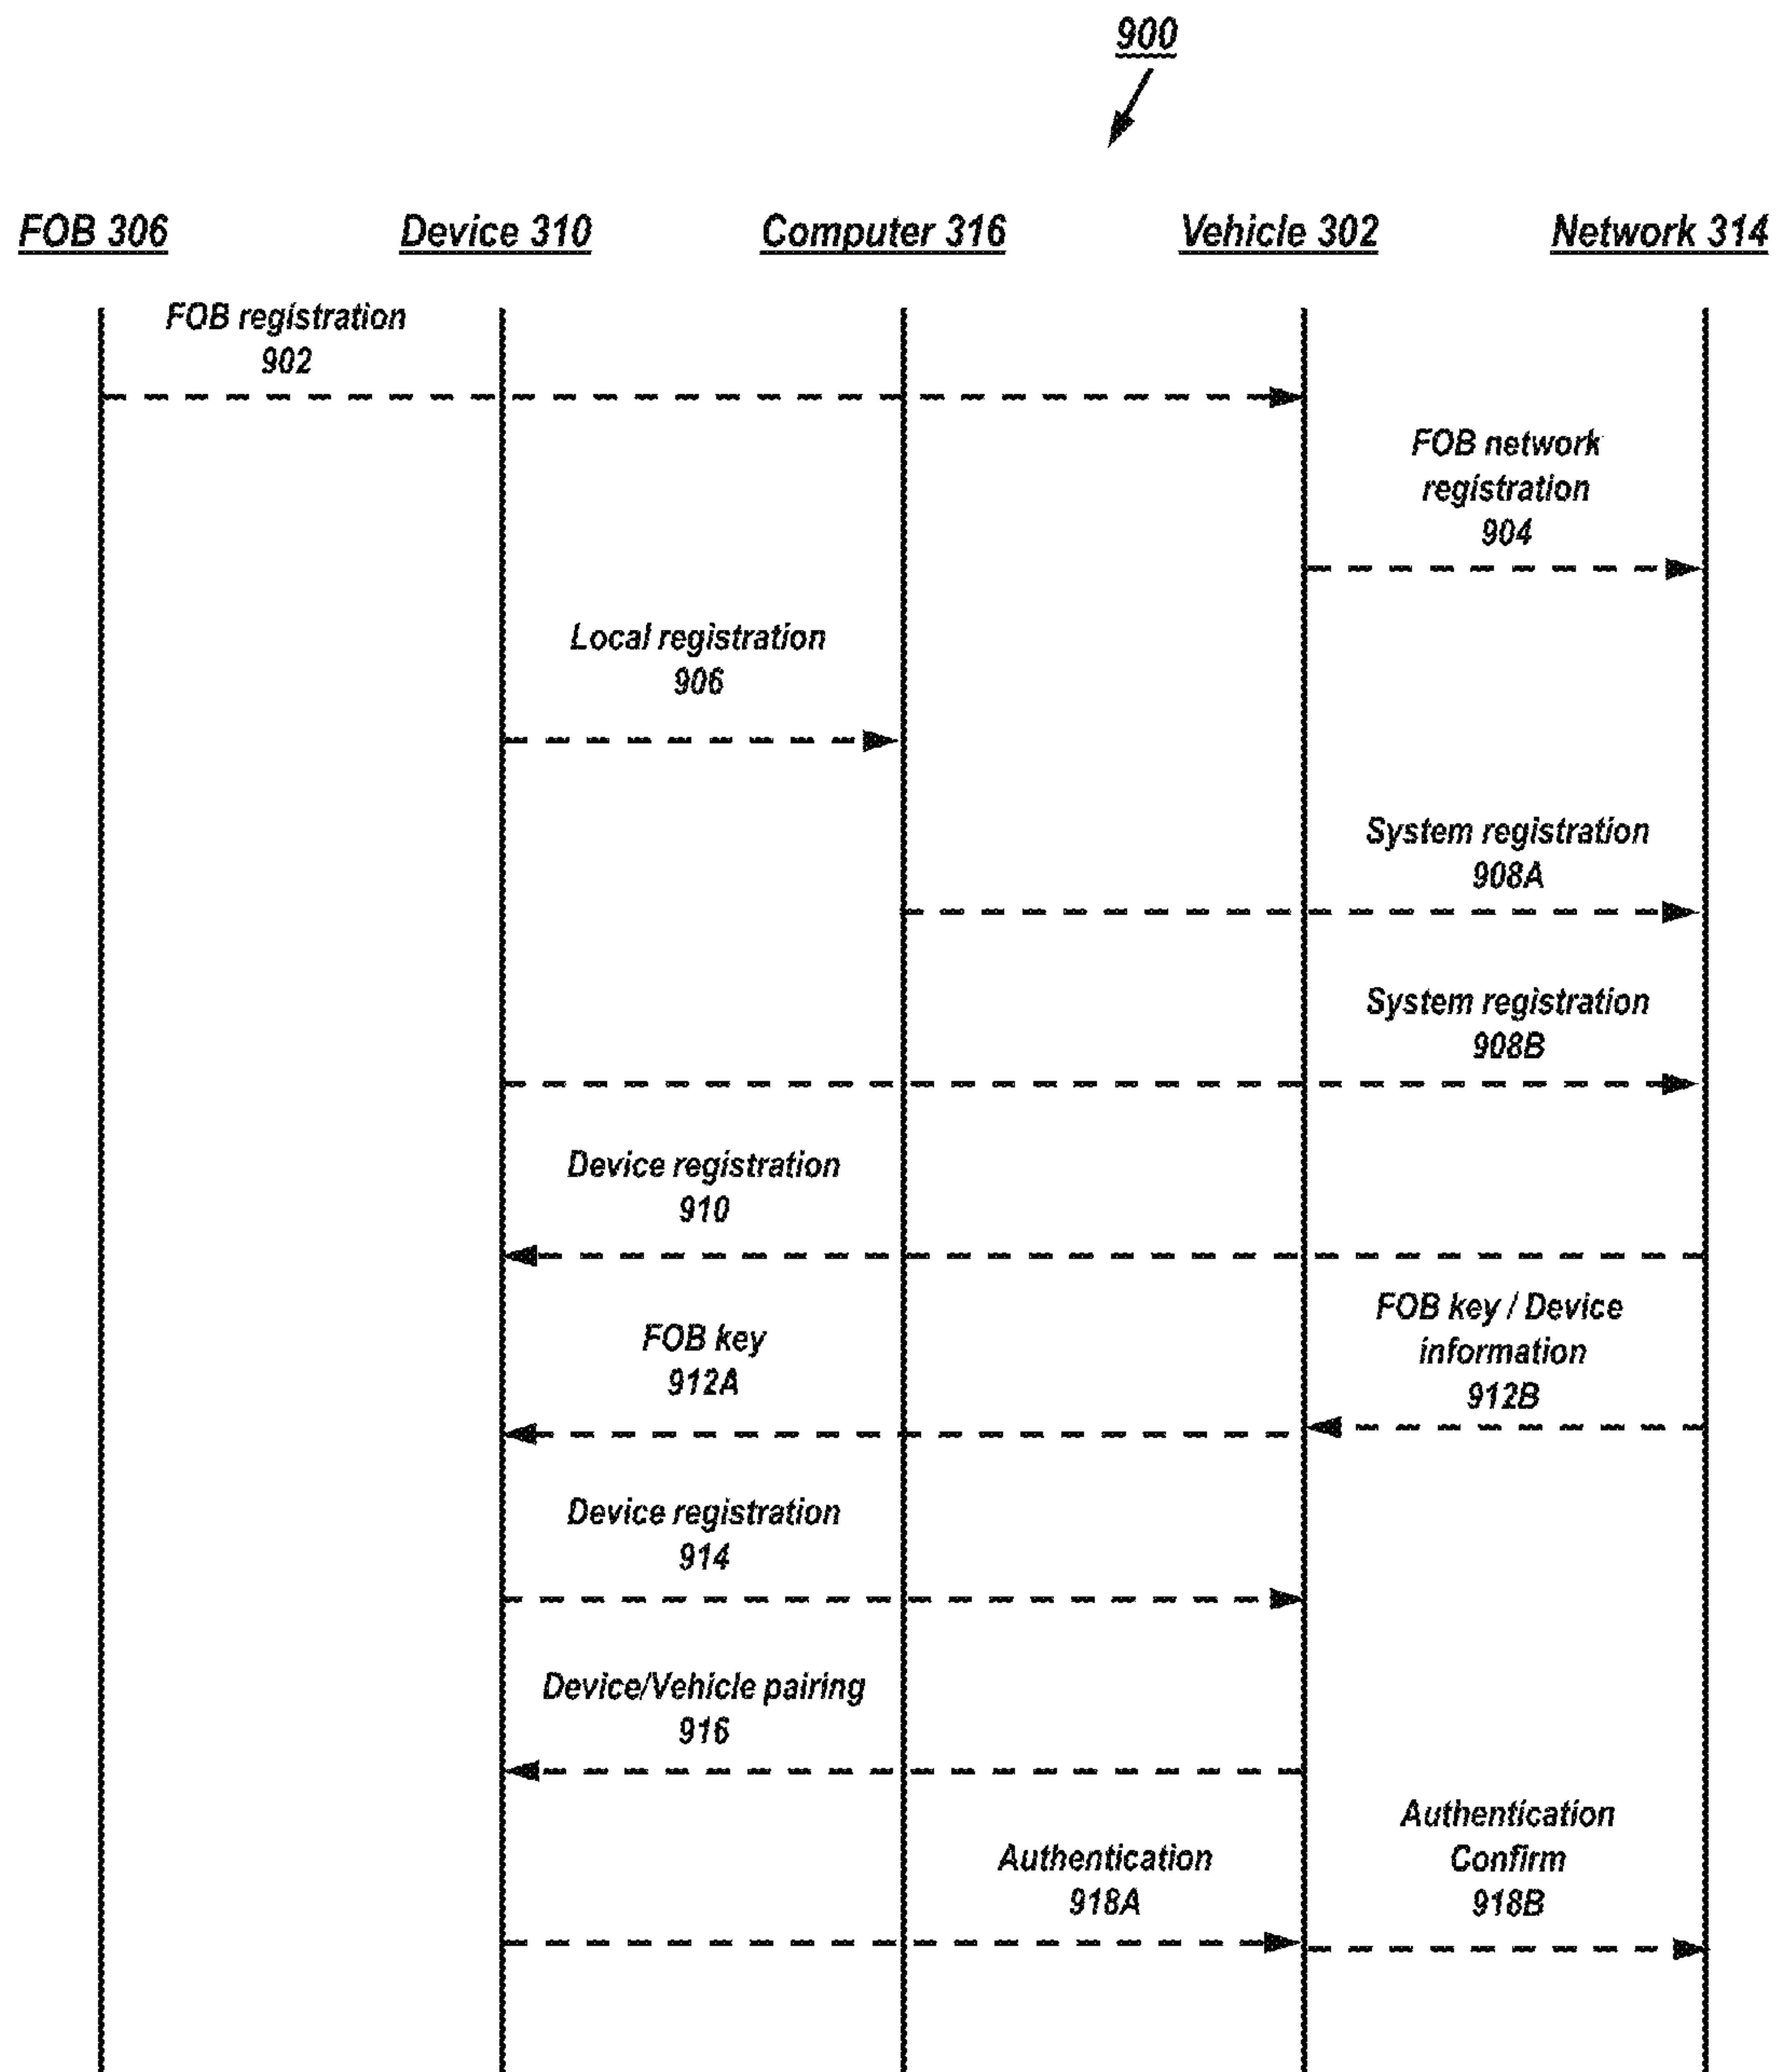 900
FOB 306
Device 310
Computer 316
Vehicle 302
Network 314
FOB registration
902
FOB network
registration
904
Local registration
906
System registration
908A
System registration
908B
Device registration
910
FOB key / Device
information
912B
FOB key
912A
Device registration
914
Device/Vehicle pairing
916
Authentication
918A
Authentication
Confirm
918B